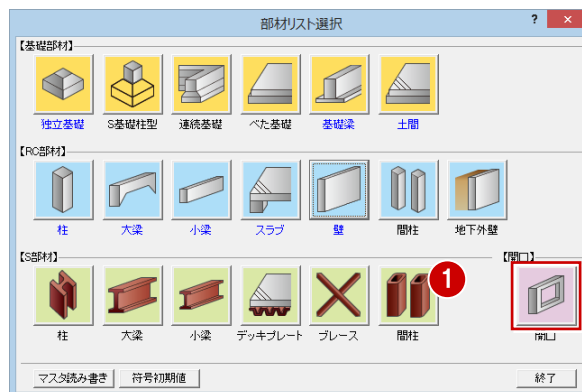 部材リスト選択
? ×
【基礎部材】
独立基礎 S基礎柱型 連続基礎 べた基礎 基礎梁 土間
【RC部材】
柱 大梁 小梁 スラブ 壁 間柱 地下外壁
【S部材】 【開口】
1
柱 大梁 小梁 デッキプレート ブレース 間柱 開口
マスタ読み書き 符号初期値 終了